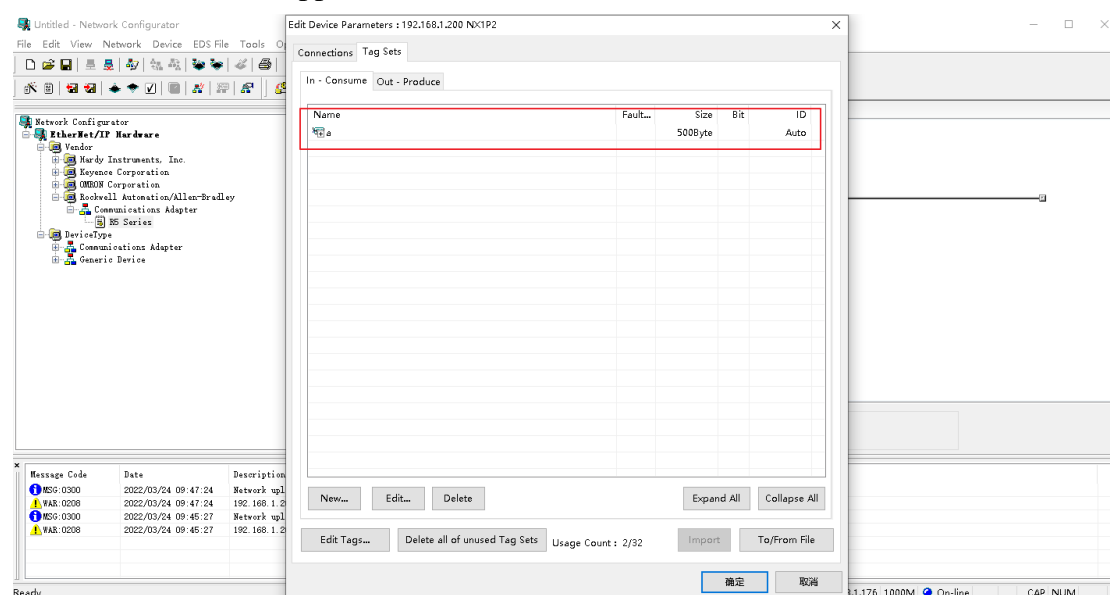 Untitled - Network Configurator
File Edit View Network Device EDS File Tools
Network Configurator
EtherNet/IP Hardware
Vendor
Hardy Instruments, Inc.
Keyence Corporation
OMRON Corporation
Rockwell Automation/Allen-Bradley
Communications Adapter
R5 Series
DeviceType
Communications Adapter
Generic Device
Edit Device Parameters : 192.168.1.200 NX1P2
Connections Tag Sets
In - Consume Out - Produce
Name Fault... Size Bit ID
a 500Byte Auto
New... Edit... Delete Expand All Collapse All
Edit Tags... Delete all of unused Tag Sets Usage Count : 2/32 Import To/From File
确定 取消
Message Code Date Description
MSG:0300 2022/03/24 09:47:24 Network upl
WAR:0208 2022/03/24 09:47:24 192.168.1.2
MSG:0300 2022/03/24 09:45:27 Network upl
WAR:0208 2022/03/24 09:45:27 192.168.1.2
Ready 1.176 1000M On-line CAP NUM